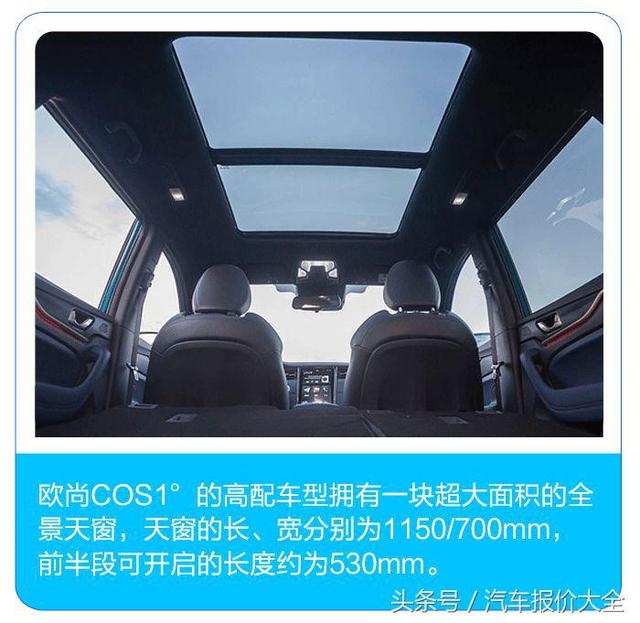 欧尚COS1°的高配车型拥有一块超大面积的全
景天窗，天窗的长、宽分别为1150/700mm，
前半段可开启的长度约为530mm。
头条号 / 汽车报价大全